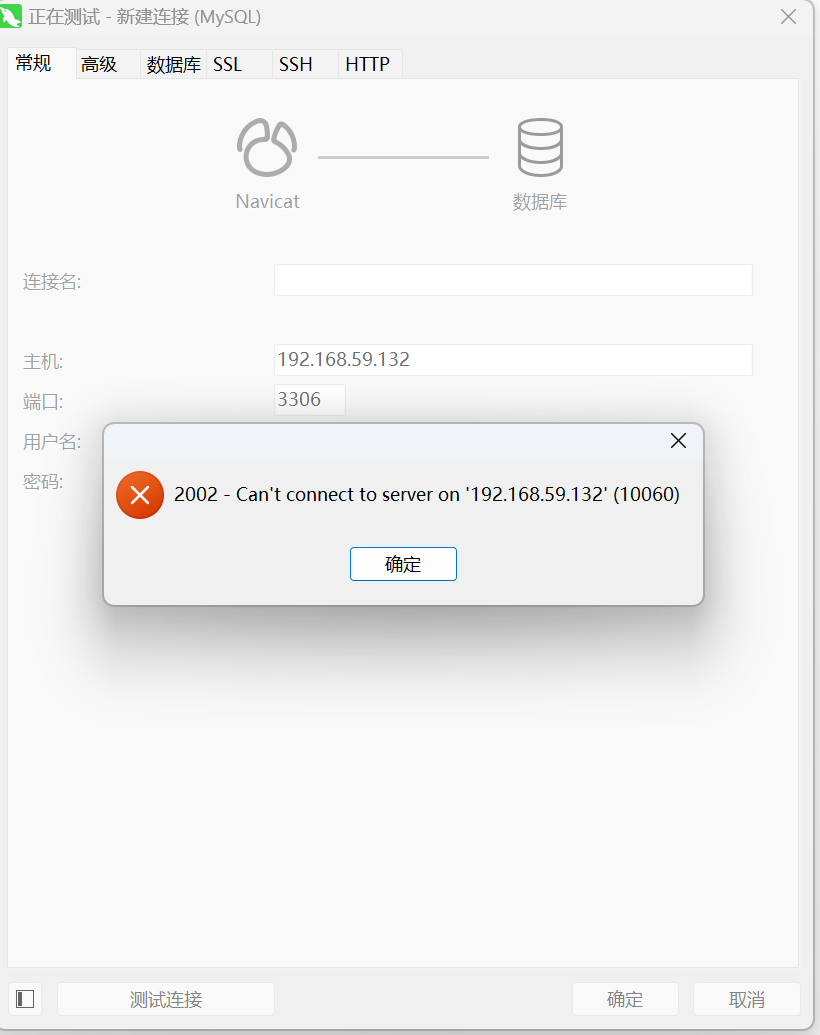 正在测试 - 新建连接 (MySQL)
常规 高级 数据库 SSL SSH HTTP
Navicat 数据库
连接名:
主机: 192.168.59.132
端口: 3306
用户名:
密码:
2002 - Can't connect to server on '192.168.59.132' (10060)
确定
测试连接 确定 取消